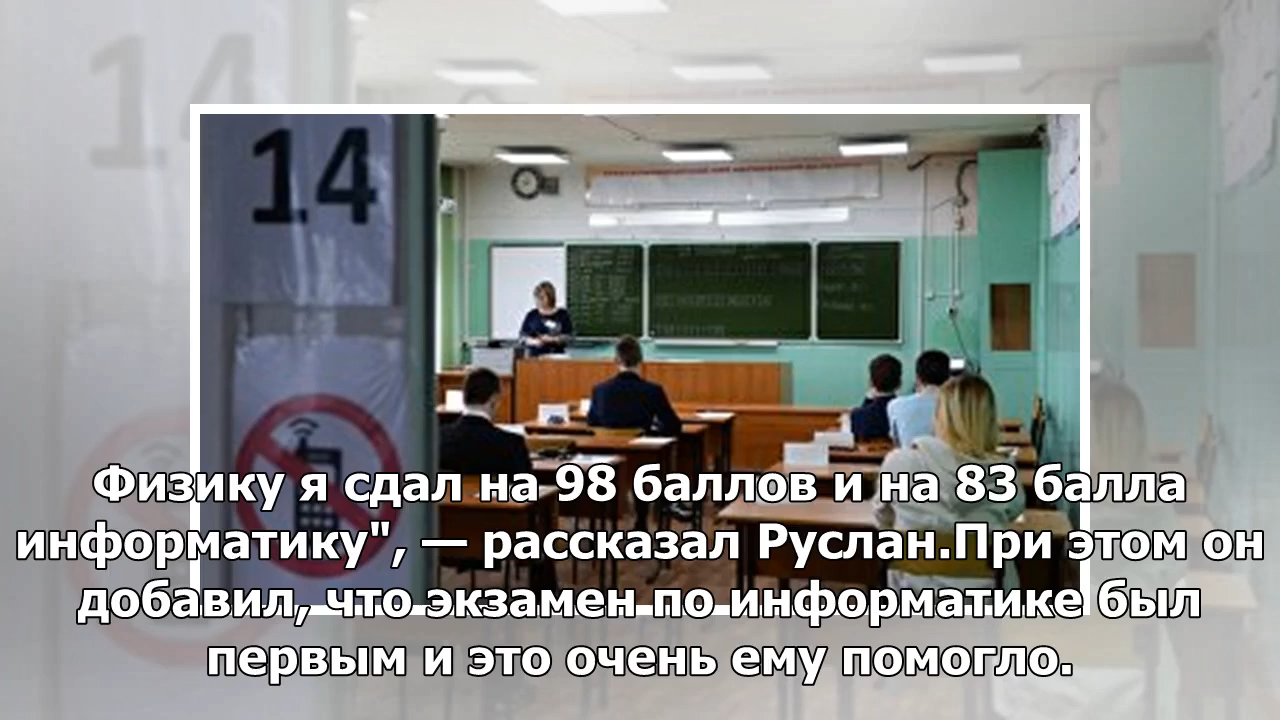 14
Физику я сдал на 98 баллов и на 83 балла
информатику", — рассказал Руслан.При этом он
добавил, что экзамен по информатике был
первым и это очень ему помогло.